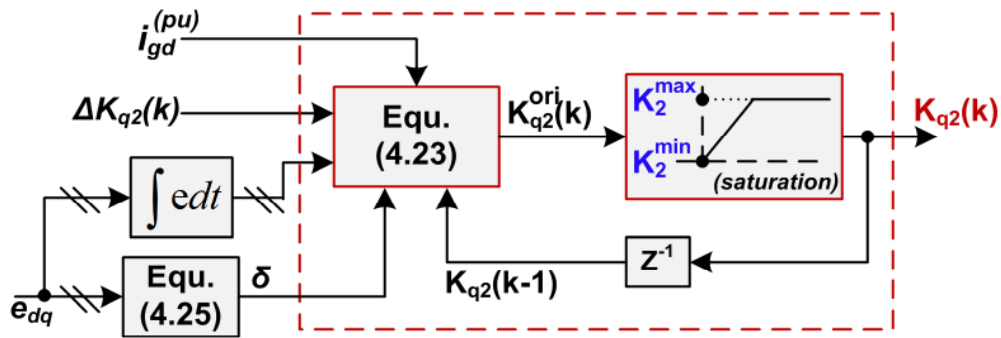 i_gd^(pu)
ΔK_q2(k)
∫ edt
e_dq
Equ.
(4.25)
δ
Equ.
(4.23)
K_q2^ori(k)
K_q2(k-1)
K_2^max
K_2^min
(saturation)
Z^-1
K_q2(k)